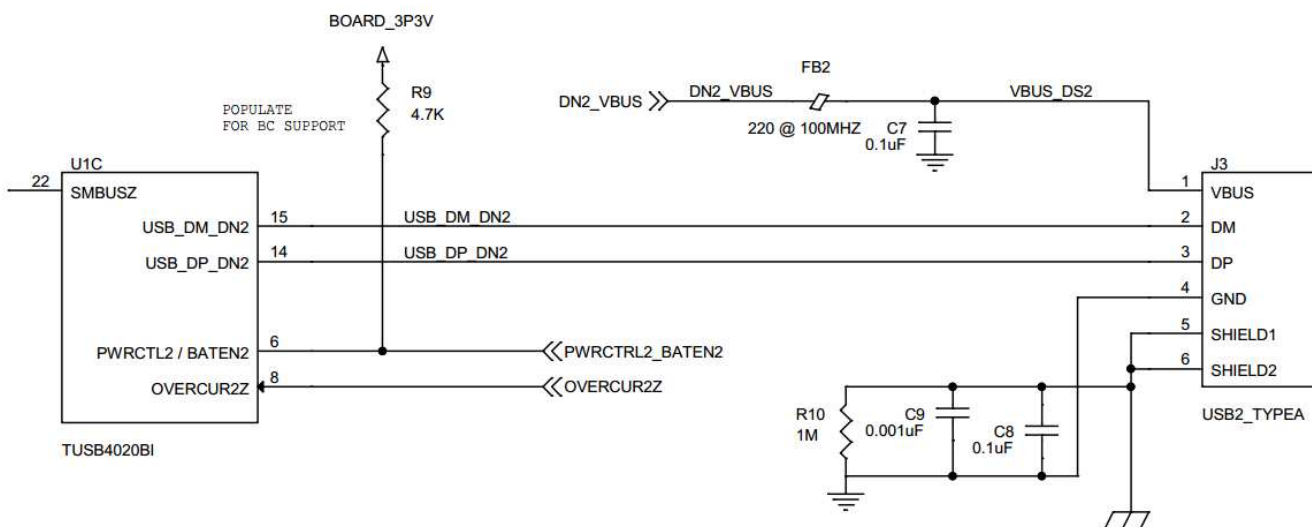 BOARD_3P3V
FB2
R9
4.7K
POPULATE
FOR BC SUPPORT
DN2_VBUS
DN2_VBUS
VBUS_DS2
220 @ 100MHZ
C7
0.1uF
U1C
J3
22
SMBUSZ
1
VBUS
USB_DM_DN2
15
USB_DM_DN2
2
DM
USB_DP_DN2
14
USB_DP_DN2
3
DP
4
GND
5
SHIELD1
PWRCTL2 / BATEN2
6
PWRCTRL2_BATEN2
6
SHIELD2
OVERCUR2Z
8
OVERCUR2Z
R10
1M
C9
0.001uF
C8
0.1uF
USB2_TYPEA
TUSB4020BI